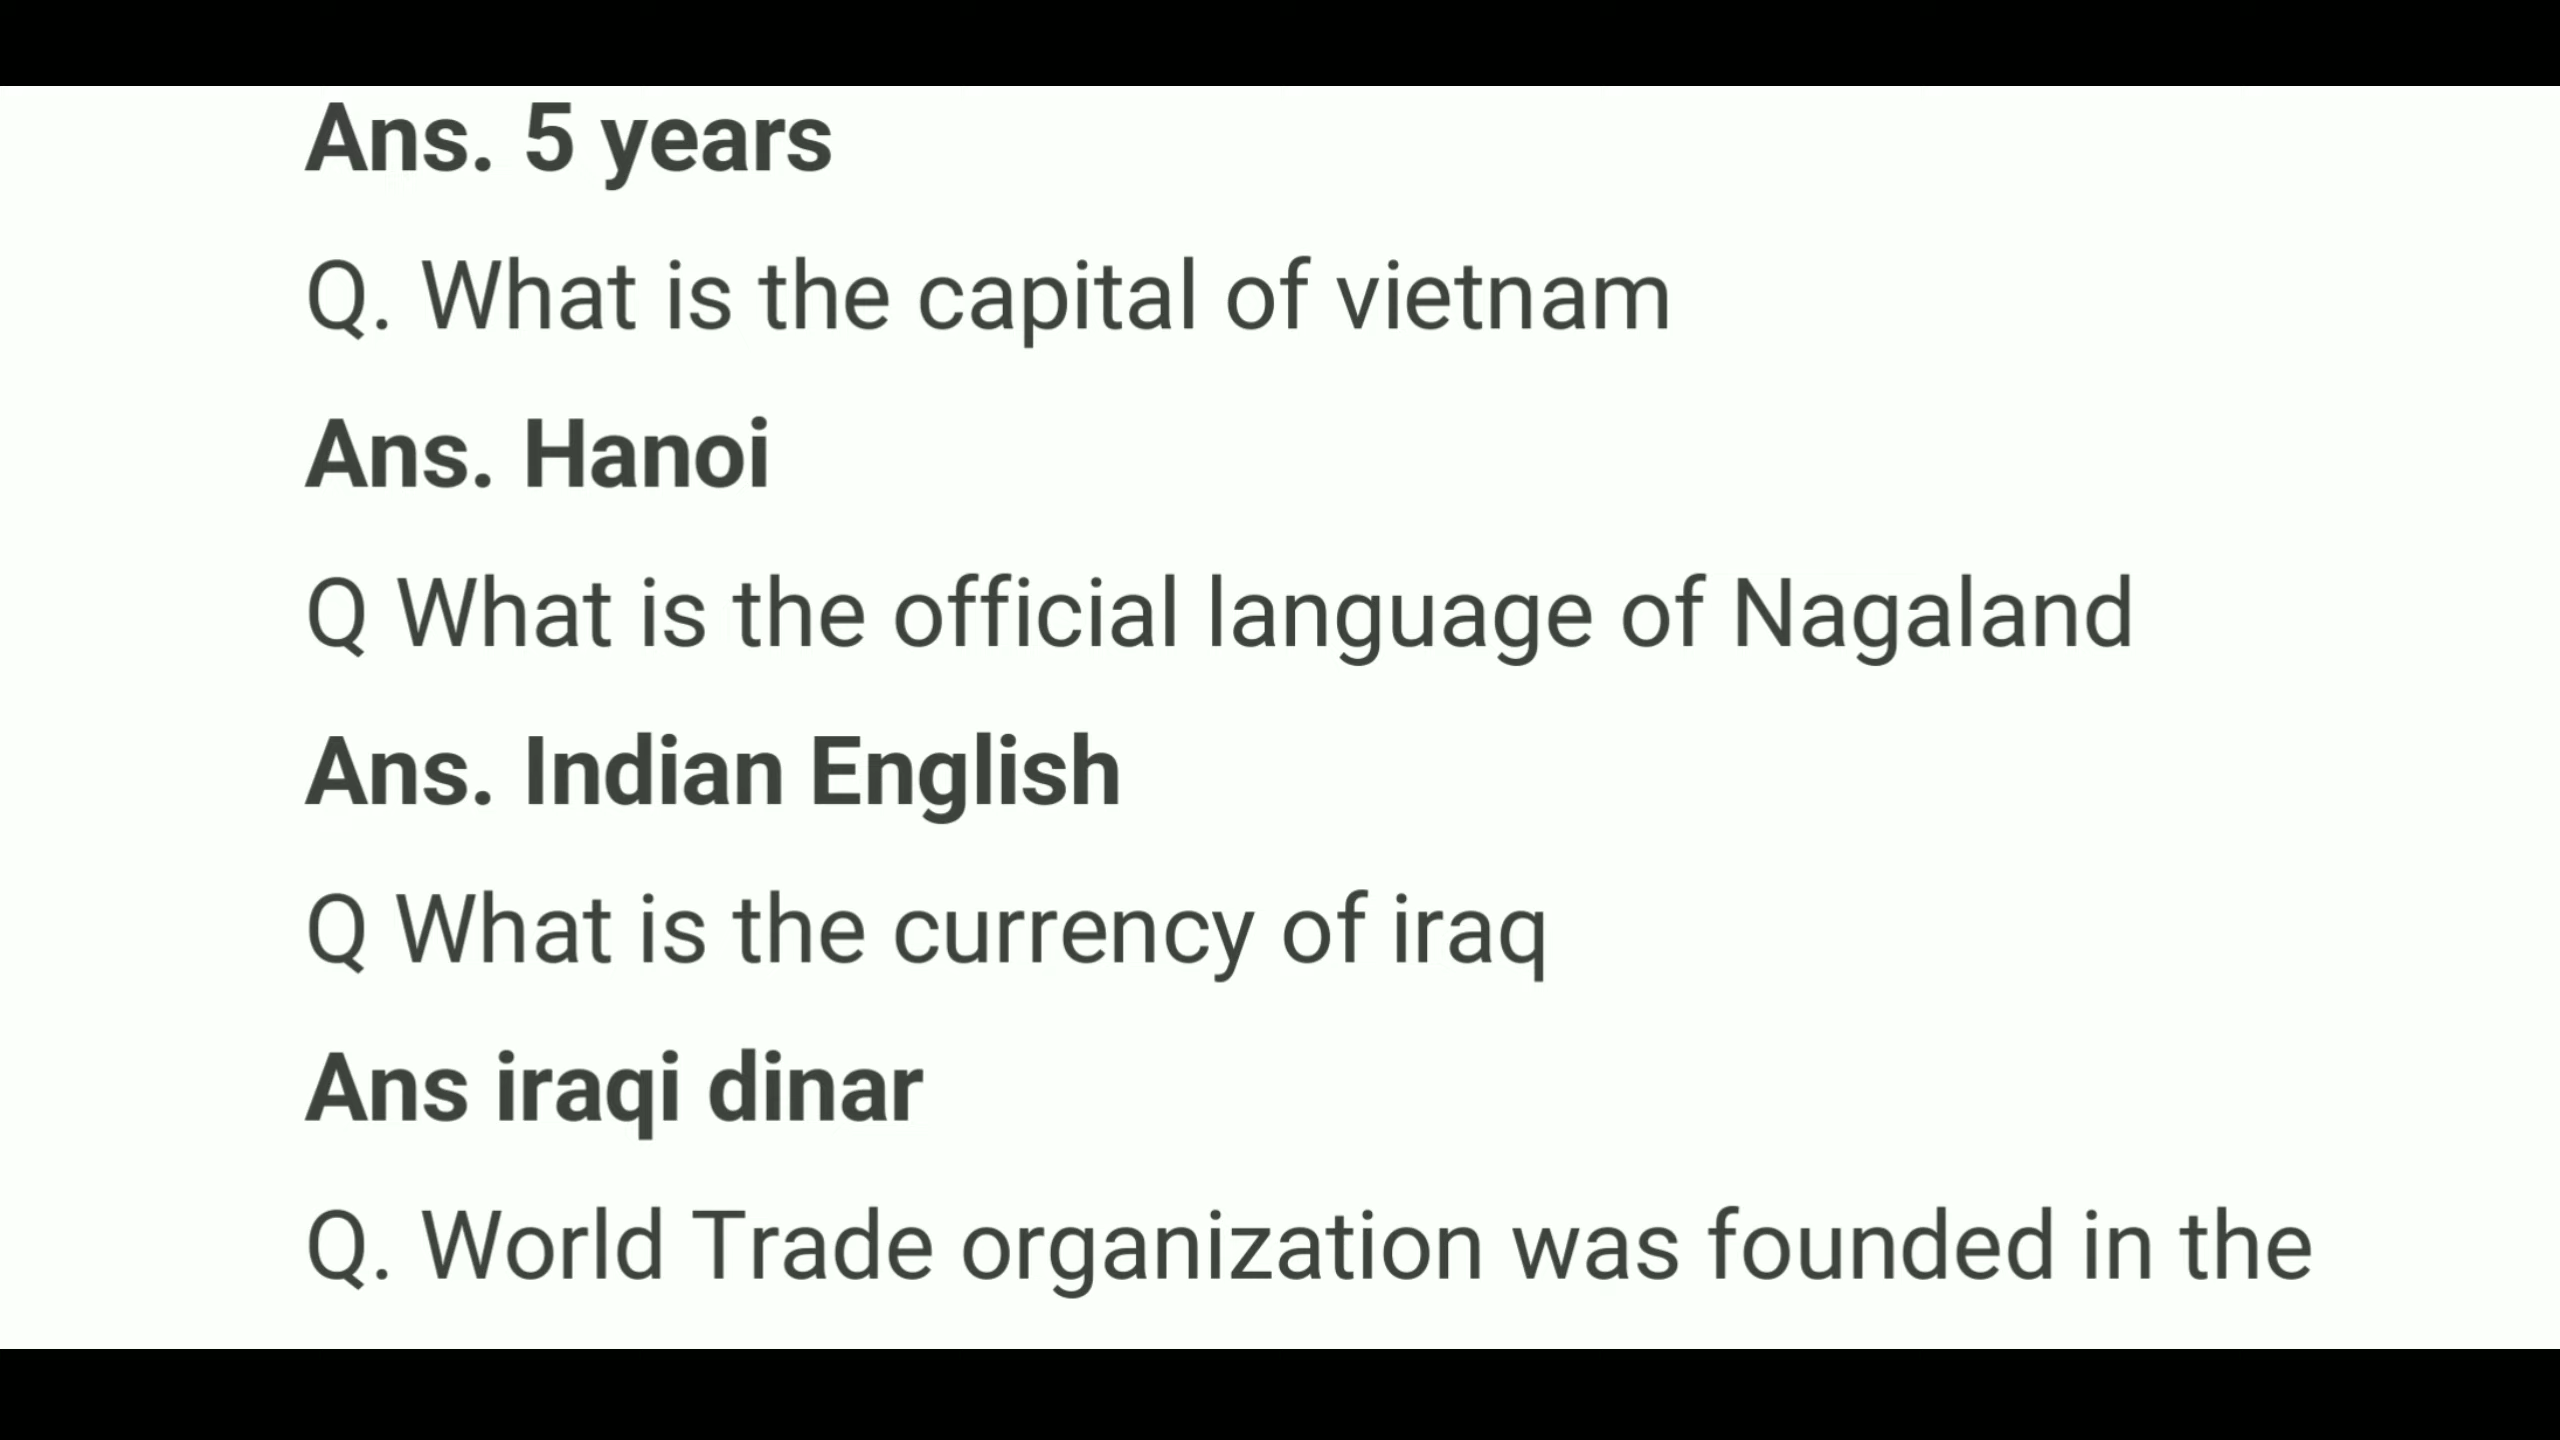 Ans. 5 years
Q. What is the capital of vietnam
Ans. Hanoi
Q What is the official language of Nagaland
Ans. Indian English
Q What is the currency of iraq
Ans iraqi dinar
Q. World Trade organization was founded in the